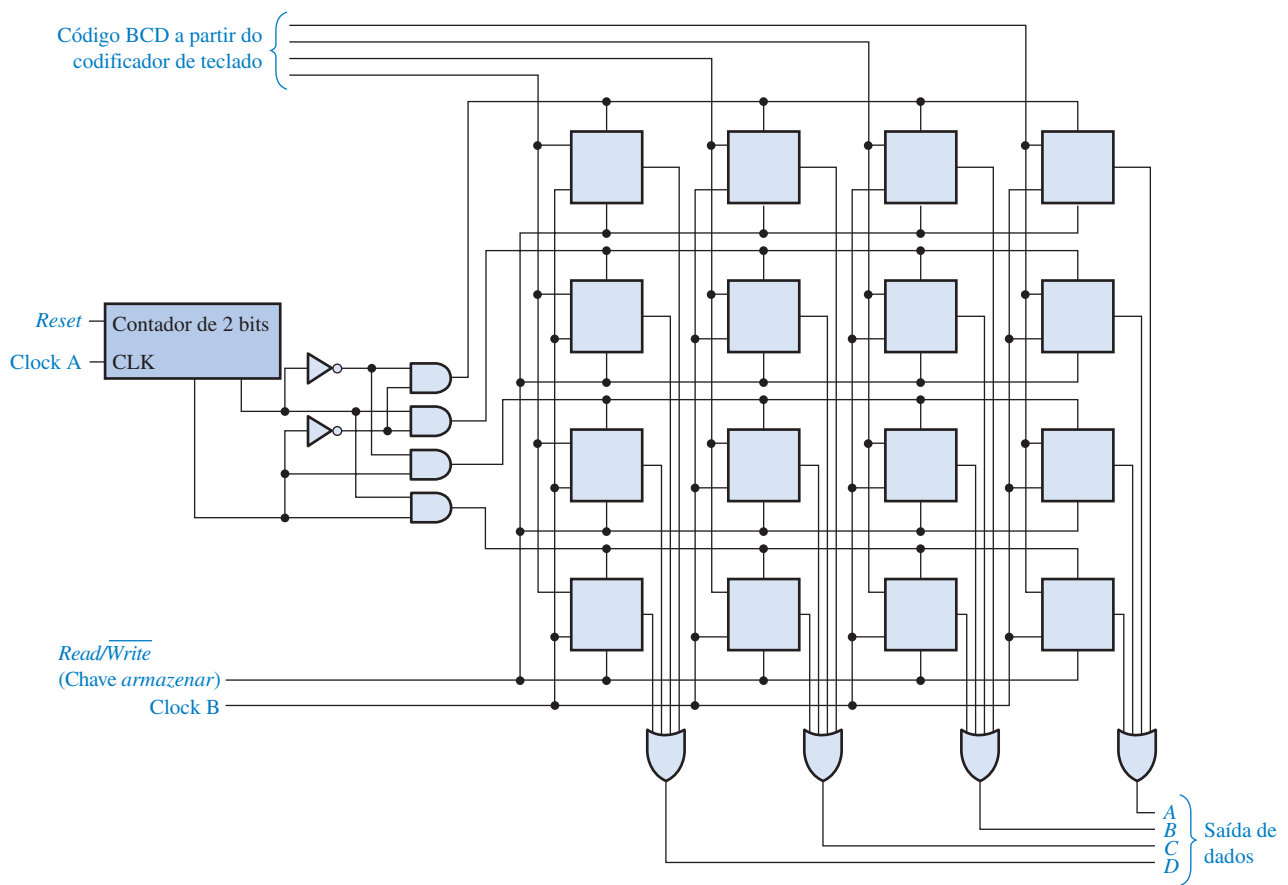 Código BCD a partir do
codificador de teclado
Reset
Contador de 2 bits
Clock A
CLK
Read/W̅r̅i̅t̅e̅
(Chave armazenar)
Clock B
A
B
C
D
Saída de
dados